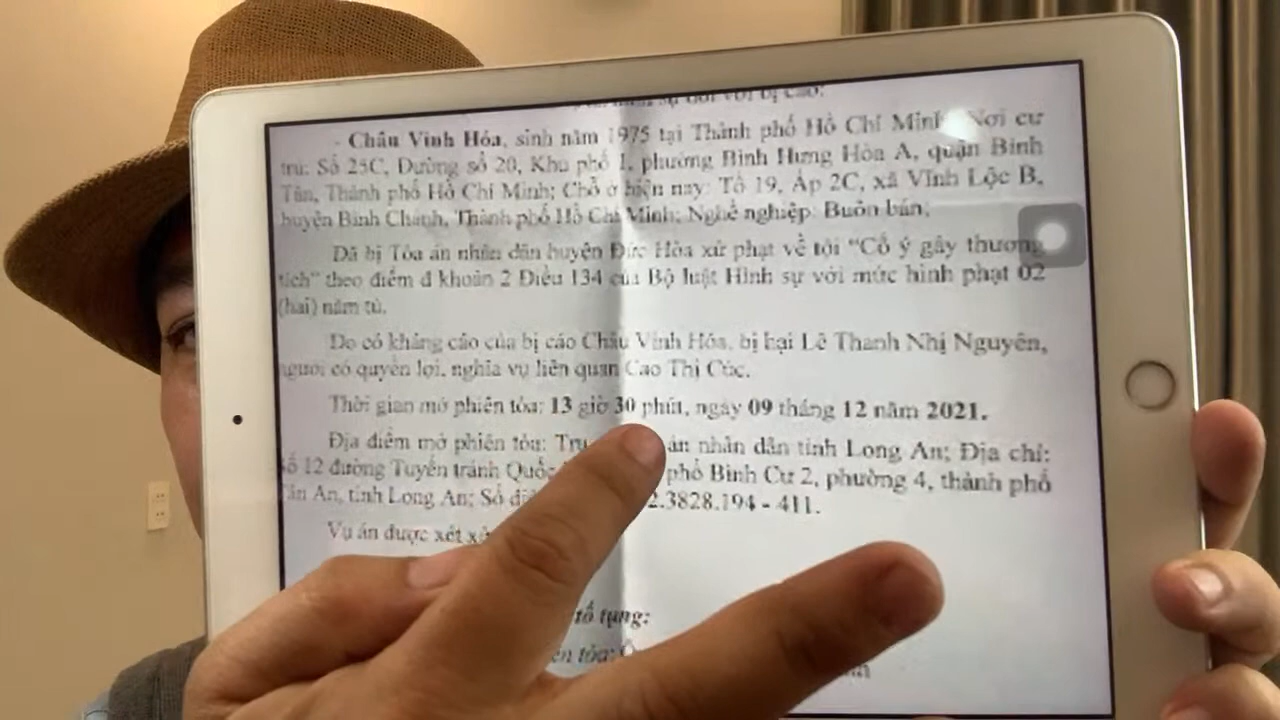 sự đối với bị cáo:
- Châu Vinh Hóa, sinh năm 1975 tại Thành phố Hồ Chí Minh Nơi cư
trú: Số 25C, Đường số 20, Khu phố 1, phường Bình Hưng Hòa A, quận Bình
Tân, Thành phố Hồ Chí Minh; Chỗ ở hiện nay: Tổ 19, Ấp 2C, xã Vĩnh Lộc B,
huyện Bình Chánh, Thành phố Hồ Chí Minh; Nghề nghiệp: Buôn bán;
Đã bị Tòa án nhân dân huyện Đức Hòa xử phạt về tội "Cố ý gây thương
tích" theo điểm đ khoản 2 Điều 134 của Bộ luật Hình sự với mức hình phạt 02
(hai) năm tù.
Do có kháng cáo của bị cáo Châu Vinh Hóa, bị hại Lê Thanh Nhị Nguyên,
người có quyền lợi, nghĩa vụ liên quan Cao Thị Cúc.
Thời gian mở phiên tòa: 13 giờ 30 phút, ngày 09 tháng 12 năm 2021.
Địa điểm mở phiên tòa: án nhân dân tỉnh Long An; Địa chỉ:
Số 12 đường Tuyến tránh Quốc phố Bình Cư 2, phường 4, thành phố
Tân An, tỉnh Long An; Số 2.3828.194 - 411.
Vụ án được xét xử
tố tụng:
tòa: